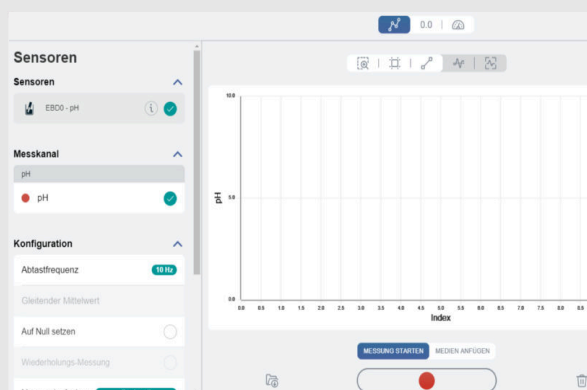 0.0
Sensoren
Sensoren
EBD0 - pH
Messkanal
pH
pH
Konfiguration
Abtastfrequenz 10 Hz
Gleitender Mittelwert
Auf Null setzen
Wiederholungs-Messung
10.0
5.0
0.0
pH
0.0 0.5 1.0 1.5 2.0 2.5 3.0 3.5 4.0 4.5 5.0 5.5 6.0 6.5 7.0 7.5 8.0 8.5
Index
MESSUNG STARTEN MEDIEN ANFÜGEN